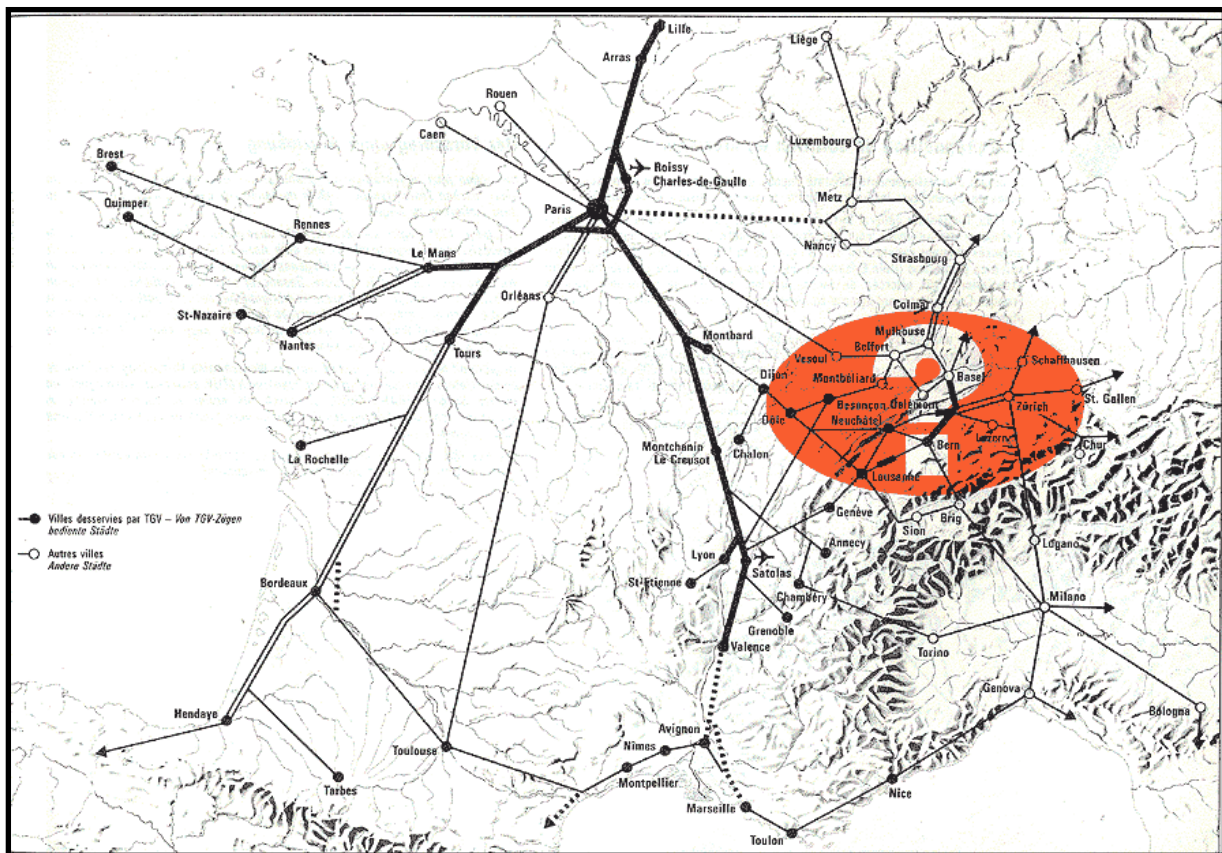 Lille
Liège
Arras
Rouen
Caen
Luxembourg
Brest
Roissy
Charles-de-Gaulle
Quimper
Paris
Metz
Rennes
Nancy
Le Mans
Strasbourg
Orléans
Colmar
St-Nazaire
Nantes
Tours
Montbard
Mulhouse
Belfort
Vesoul
Schaffhausen
Dijon
Montbéliard
Basel
Besançon
Delémont
Zürich
St. Gallen
Dôle
Neuchâtel
Luzern
La Rochelle
Montchanin
Le Creusot
Chalon
Bern
Chur
Lausanne
Genève
Sion
Brig
Villes desservies par TGV – Von TGV-Zügen
bediente Städte
Autres villes
Andere Städte
Annecy
Lugano
Lyon
Satolas
St-Etienne
Chambéry
Bordeaux
Milano
Grenoble
Valence
Torino
Genova
Hendaye
Bologna
Avignon
Toulouse
Nîmes
Tarbes
Montpellier
Marseille
Nice
Toulon